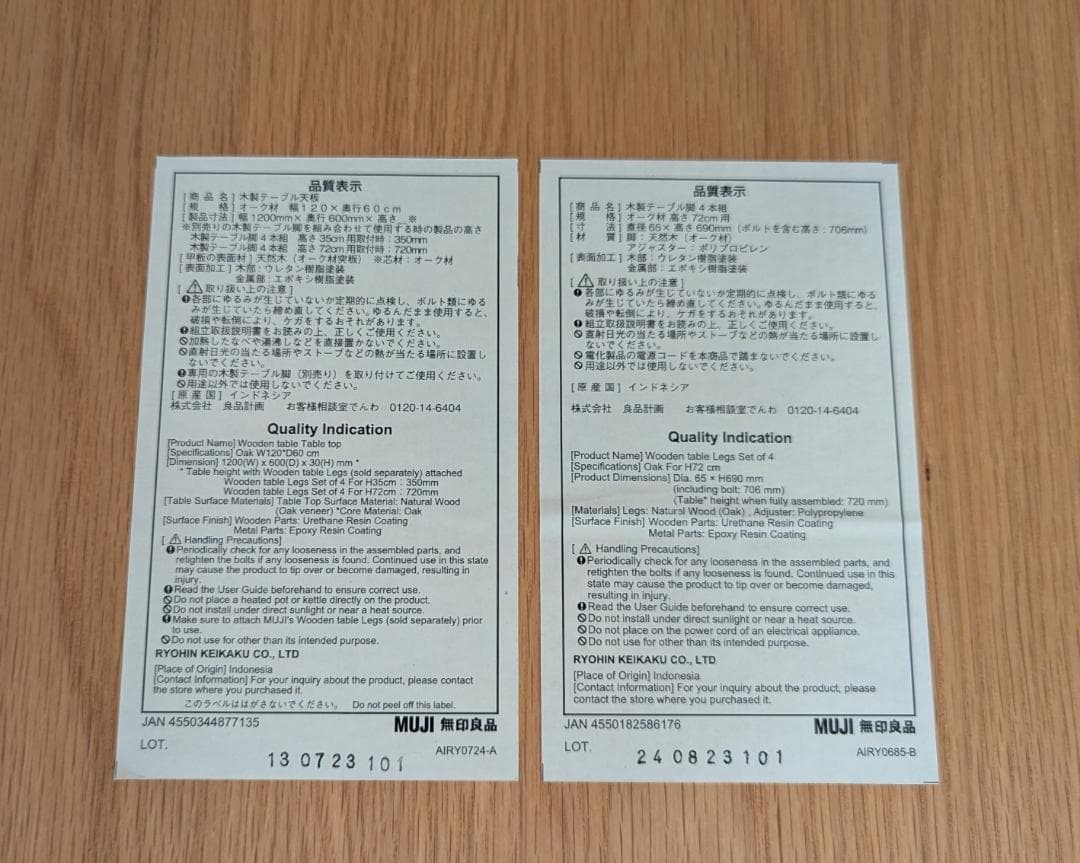 品質表示
[ 商 品 名 ] 木製テーブル天板
[ 規　　格 ] オーク材　幅１２０×奥行６０ｃｍ
[ 製品寸法 ] 幅1200mm× 奥行 600mm× 高さ_※
※別売りの木製テーブル脚を組み合わせて使用する時の製品の高さ
木製テーブル脚４本組　高さ 35cm 用取付時：350mm
木製テーブル脚４本組　高さ 72cm 用取付時：720mm
[ 甲板の表面材 ] 天然木（オーク材突板）　※芯材：オーク材
[ 表面加工 ] 木部：ウレタン樹脂塗装
金属部：エポキシ樹脂塗装
[ ⚠ 取り扱い上の注意 ]
各部にゆるみが生じていないか定期的に点検し、ボルト類にゆる
みが生じていたら締め直してください。ゆるんだまま使用すると、
破損や転倒により、ケガをするおそれがあります。
組立取扱説明書をお読みの上、正しくご使用ください。
加熱したなべや湯沸しなどを直接置かないでください。
直射日光の当たる場所やストーブなどの熱が当たる場所に設置し
ないでください。
専用の木製テーブル脚（別売り）を取り付けてご使用ください。
用途以外では使用しないでください。
[ 原 産 国 ] インドネシア
株式会社　良品計画　　お客様相談室でんわ　0120-14-6404
Quality Indication
[Product Name] Wooden table Table top
[Specifications] Oak W120*D60 cm
[Dimension] 1200(W) x 600(D) x 30(H) mm *
* Table height with Wooden table Legs (sold separately) attached
Wooden table Legs Set of 4 For H35cm：350mm
Wooden table Legs Set of 4 For H72cm：720mm
[Table Surface Materials] Table Top Surface Material: Natural Wood
(Oak veneer) *Core Material: Oak
[Surface Finish] Wooden Parts: Urethane Resin Coating
Metal Parts: Epoxy Resin Coating
[ ⚠ Handling Precautions]
Periodically check for any looseness in the assembled parts, and
retighten the bolts if any looseness is found. Continued use in this state
may cause the product to tip over or become damaged, resulting in
injury.
Read the User Guide beforehand to ensure correct use.
Do not place a heated pot or kettle directly on the product.
Do not install under direct sunlight or near a heat source.
Make sure to attach MUJI's Wooden table Legs (sold separately) prior
to use.
Do not use for other than its intended purpose.
RYOHIN KEIKAKU CO., LTD
[Place of Origin] Indonesia
[Contact Information] For your inquiry about the product, please contact
the store where you purchased it.
このラベルははがさないでください。　Do not peel off this label.
JAN 4550344877135
MUJI 無印良品
LOT.
13 0723 101
AIRY0724-A
品質表示
[ 商 品 名 ] 木製テーブル脚４本組
[ 規　　格 ] オーク材 高さ 72cm 用
[ 寸　　法 ] 直径 65× 高さ 690mm（ボルトを含む高さ：706mm）
[ 材　　質 ] 脚：天然木（オーク材）
アジャスター：ポリプロピレン
[ 表面加工 ] 木部：ウレタン樹脂塗装
金属部：エポキシ樹脂塗装
[ ⚠ 取り扱い上の注意 ]
各部にゆるみが生じていないか定期的に点検し、ボルト類にゆる
みが生じていたら締め直してください。ゆるんだまま使用すると、
破損や転倒により、ケガをするおそれがあります。
組立取扱説明書をお読みの上、正しくご使用ください。
直射日光の当たる場所やストーブなどの熱が当たる場所に設置し
ないでください。
電化製品の電源コードを本商品で踏まないでください。
用途以外では使用しないでください。
[ 原 産 国 ] インドネシア
株式会社　良品計画　　お客様相談室でんわ　0120-14-6404
Quality Indication
[Product Name] Wooden table Legs Set of 4
[Specifications] Oak For H72 cm
[Product Dimensions] Dia. 65 × H690 mm
(including bolt: 706 mm)
(Table* height when fully assembled: 720 mm)
[Materials] Legs: Natural Wood (Oak) , Adjuster: Polypropylene
[Surface Finish] Wooden Parts: Urethane Resin Coating
Metal Parts: Epoxy Resin Coating
[ ⚠ Handling Precautions]
Periodically check for any looseness in the assembled parts, and
retighten the bolts if any looseness is found. Continued use in this
state may cause the product to tip over or become damaged,
resulting in injury.
Read the User Guide beforehand to ensure correct use.
Do not install under direct sunlight or near a heat source.
Do not place on the power cord of an electrical appliance.
Do not use for other than its intended purpose.
RYOHIN KEIKAKU CO., LTD
[Place of Origin] Indonesia
[Contact Information] For your inquiry about the product, please
contact the store where you purchased it.
JAN 4550182586176
MUJI 無印良品
LOT.
24 0823 101
AIRY0685-B